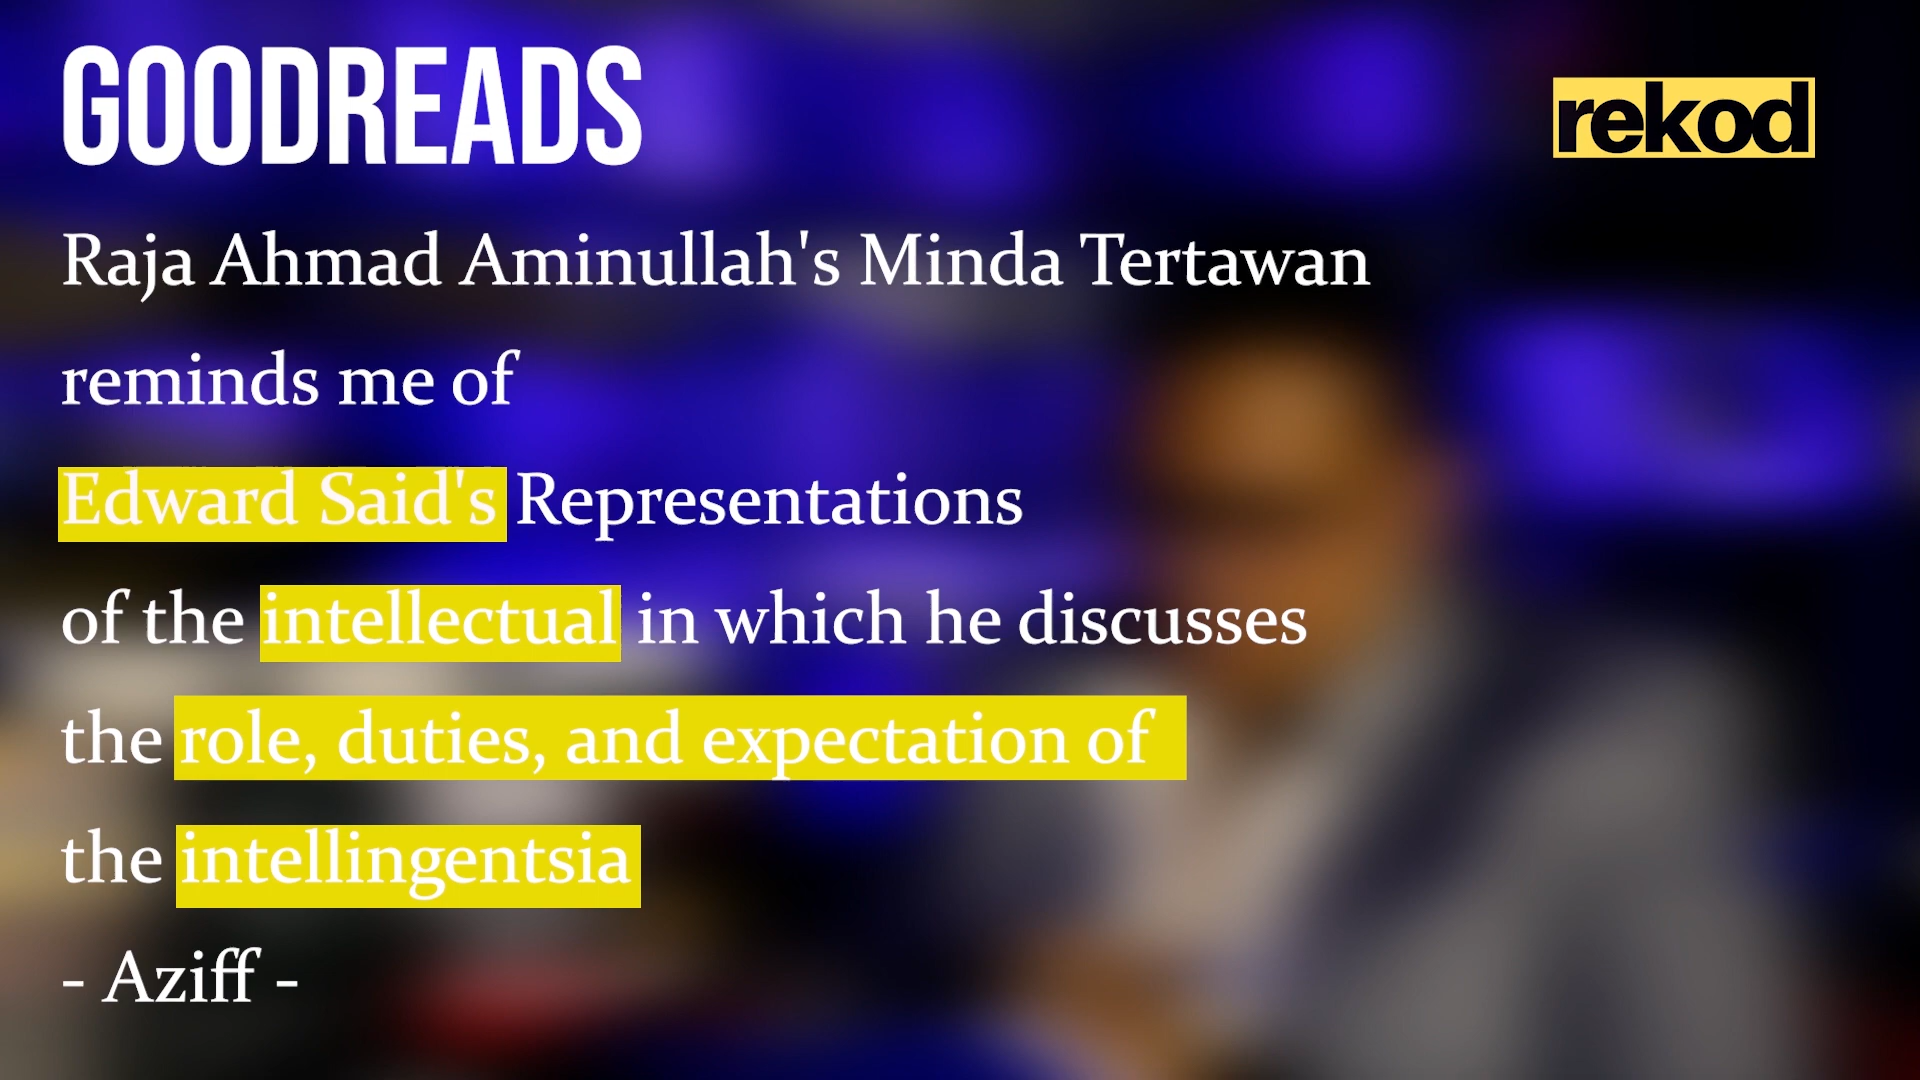 GOODREADS
rekod
Raja Ahmad Aminullah's Minda Tertawan
reminds me of
Edward Said's Representations
of the intellectual in which he discusses
the role, duties, and expectation of
the intellingentsia
- Aziff -